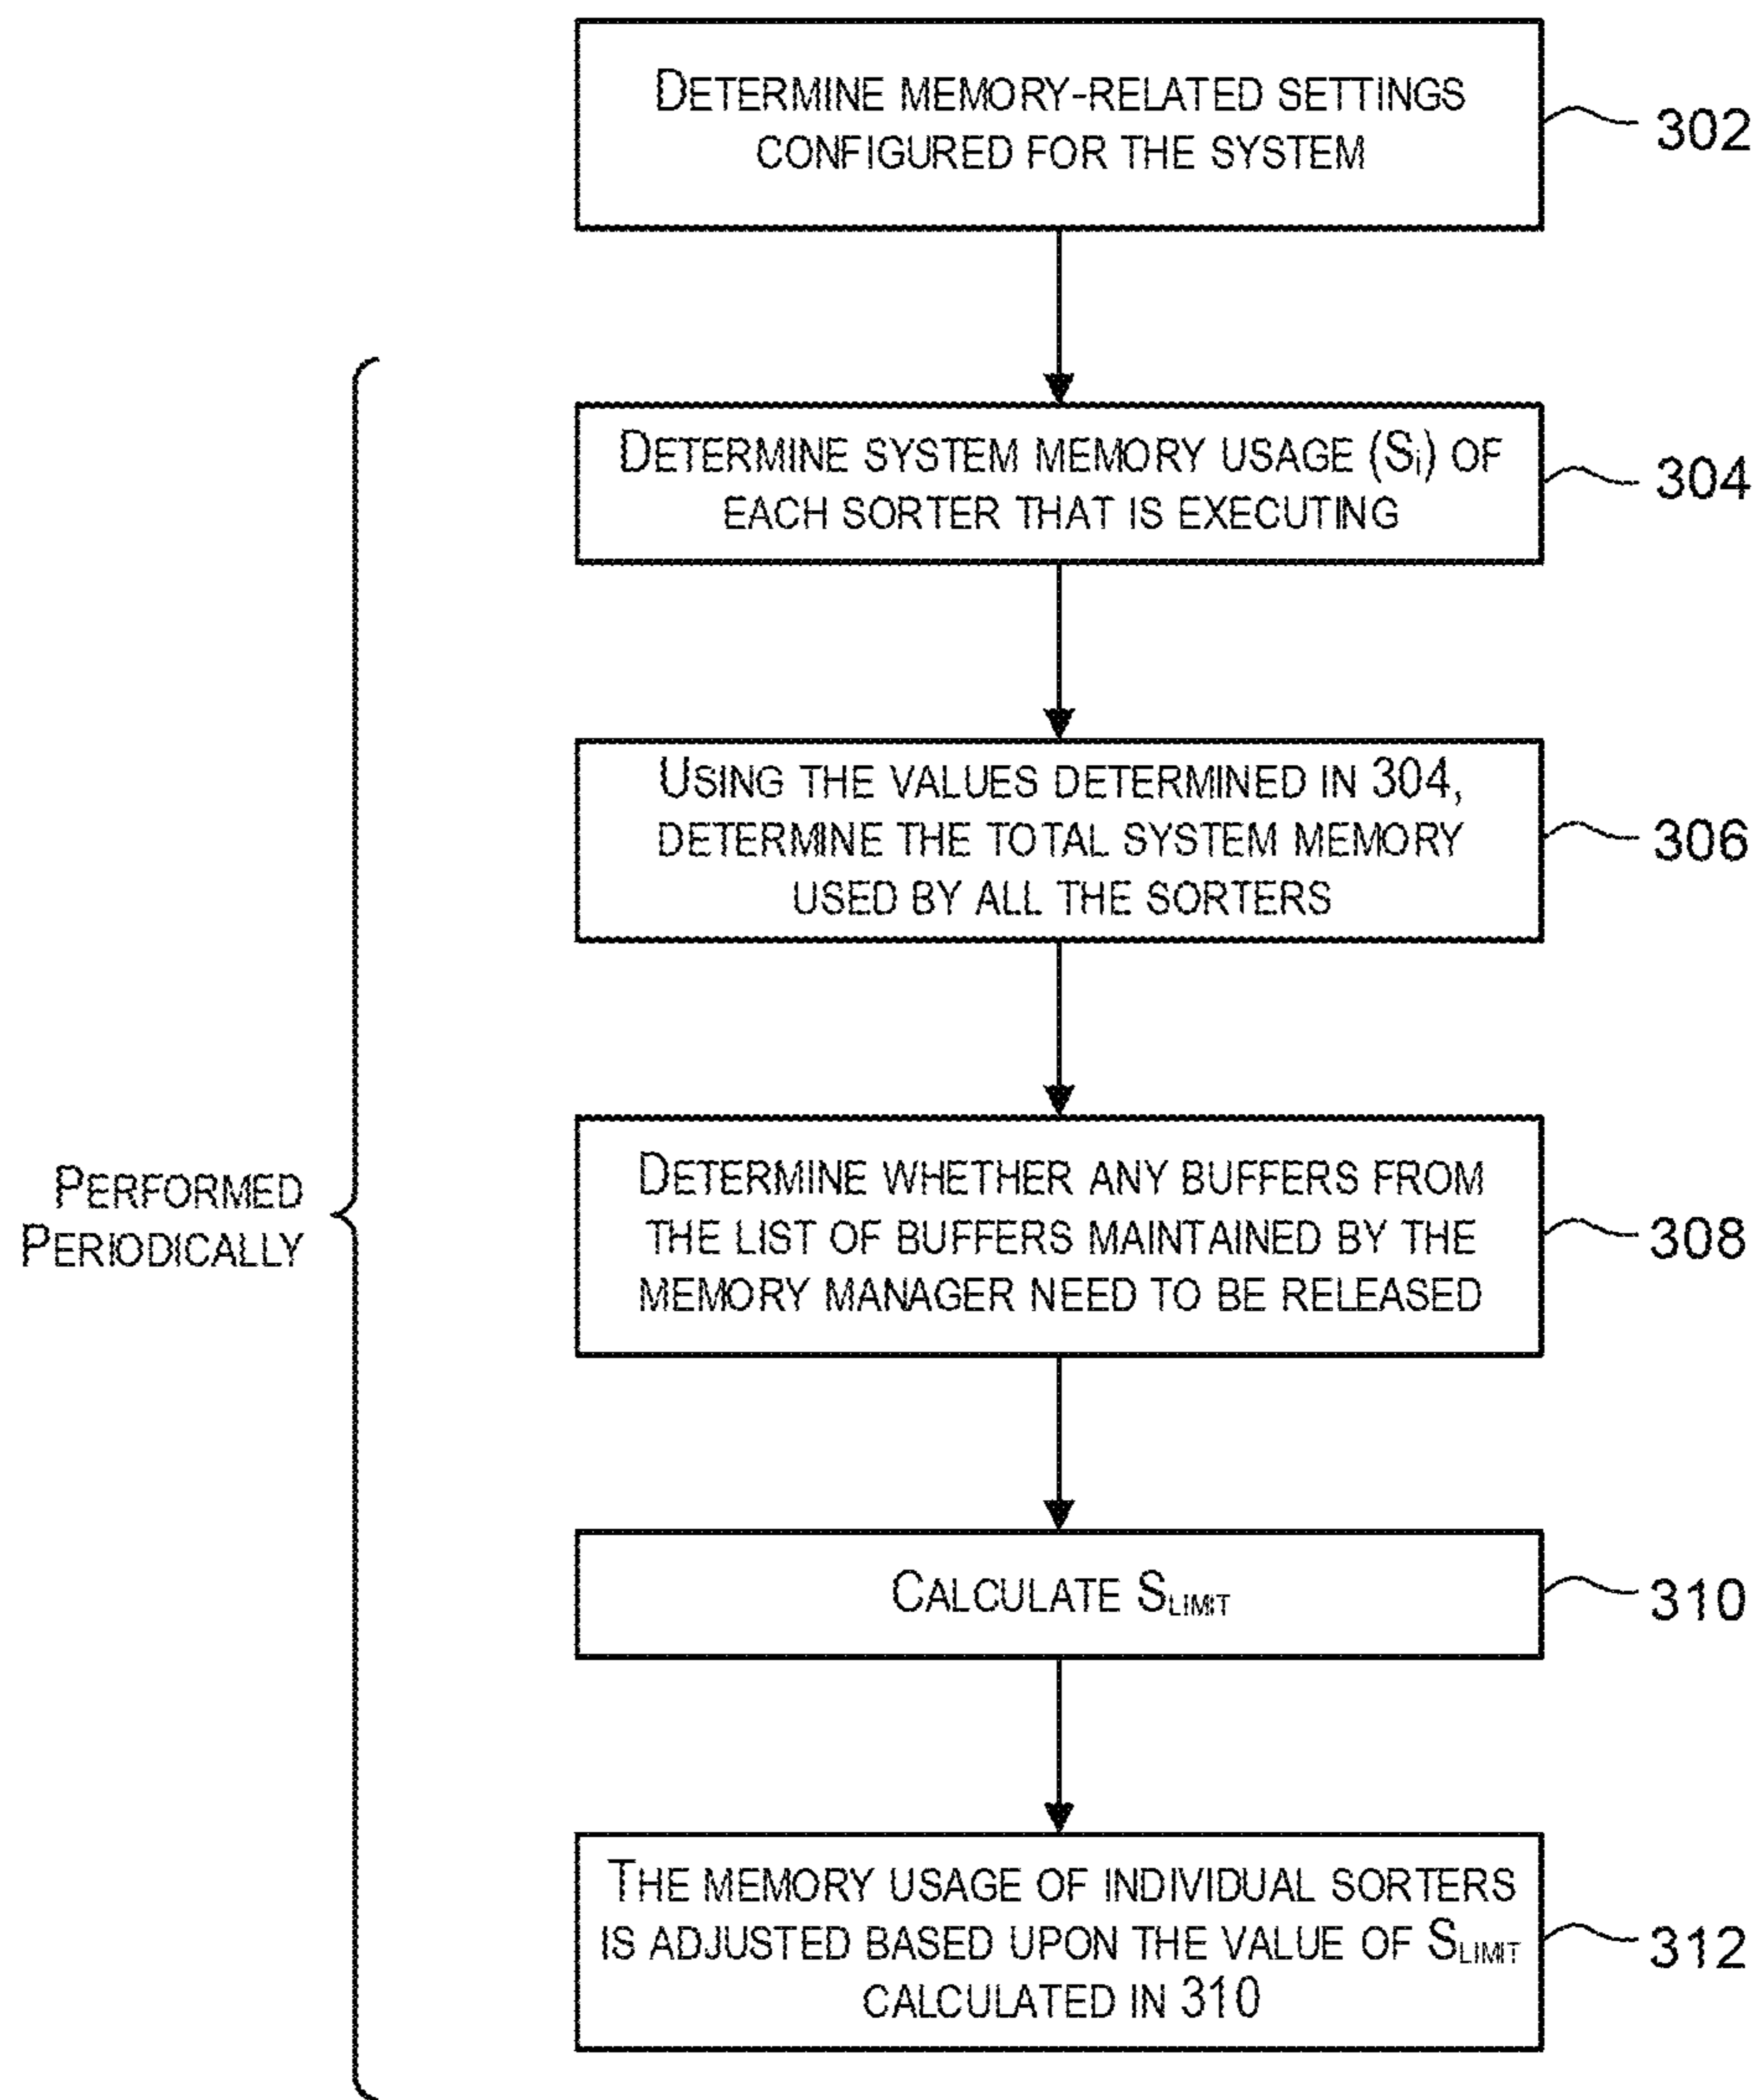 DETERMINE MEMORY-RELATED SETTINGS
CONFIGURED FOR THE SYSTEM
302
DETERMINE SYSTEM MEMORY USAGE (Si) OF
EACH SORTER THAT IS EXECUTING
304
USING THE VALUES DETERMINED IN 304,
DETERMINE THE TOTAL SYSTEM MEMORY
USED BY ALL THE SORTERS
306
PERFORMED
PERIODICALLY
DETERMINE WHETHER ANY BUFFERS FROM
THE LIST OF BUFFERS MAINTAINED BY THE
MEMORY MANAGER NEED TO BE RELEASED
308
CALCULATE SLIMIT
310
THE MEMORY USAGE OF INDIVIDUAL SORTERS
IS ADJUSTED BASED UPON THE VALUE OF SLIMIT
CALCULATED IN 310
312